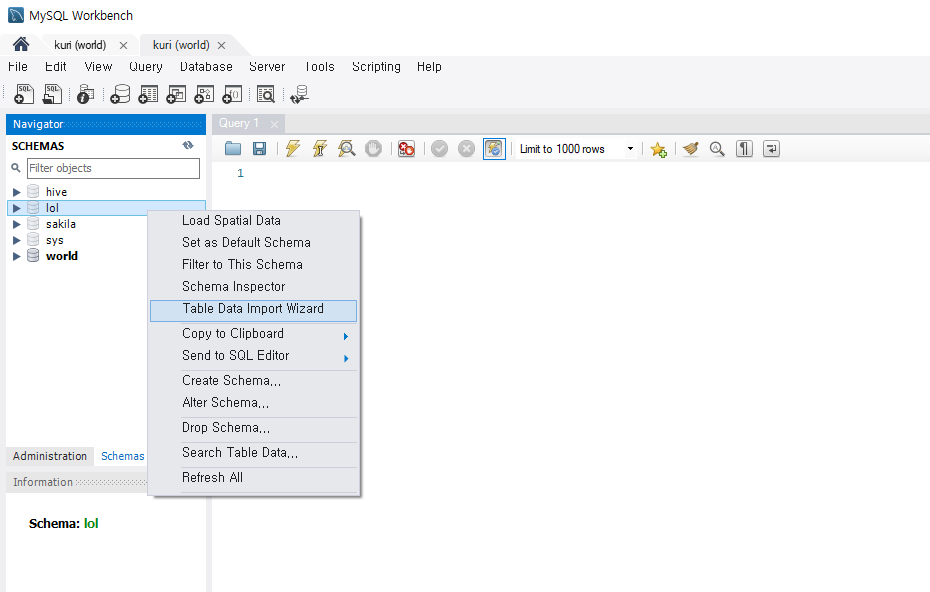 MySQL Workbench
kuri (world)
kuri (world)
File Edit View Query Database Server Tools Scripting Help
SQL SQL
Navigator
Query 1
SCHEMAS
Limit to 1000 rows
Filter objects
1
hive
lol
sakila
sys
world
Load Spatial Data
Set as Default Schema
Filter to This Schema
Schema Inspector
Table Data Import Wizard
Copy to Clipboard
Send to SQL Editor
Create Schema...
Alter Schema...
Drop Schema...
Search Table Data...
Refresh All
Administration Schemas
Information
Schema: lol